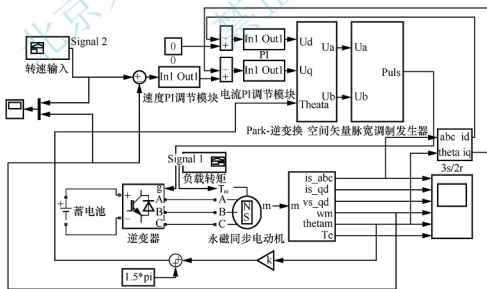 Signal 2
转速输入
0
0
In1 Out1
PI
Ud
Ua
Ua
In1 Out1
In1 Out1
Uq
Puls
速度PI调节模块
电流PI调节模块
Theata
Ub
Ub
Park-逆变换
空间矢量脉宽调制发生器
abc id
theta iq
3s/2r
Signal 1
负载转矩
g
A
B
C
Tm
A
B
C
N
S
m
m
is_abc
is_qd
vs_qd
wm
thetam
Te
蓄电池
逆变器
永磁同步电动机
k
1.5*pi